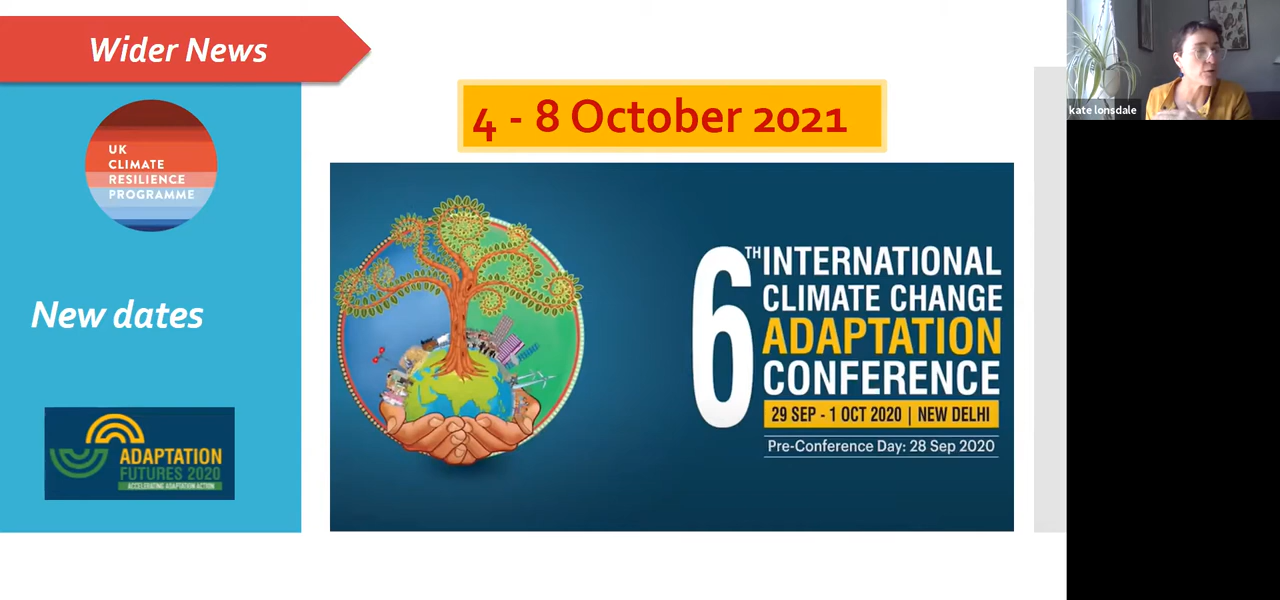 Wider News
UK
CLIMATE
RESILIENCE
PROGRAMME
New dates
ADAPTATION
FUTURES 2020
ACCELERATING ADAPTATION ACTION
4 - 8 October 2021
6TH INTERNATIONAL
CLIMATE CHANGE
ADAPTATION
CONFERENCE
29 SEP - 1 OCT 2020 | NEW DELHI
Pre-Conference Day: 28 Sep 2020
kate lonsdale